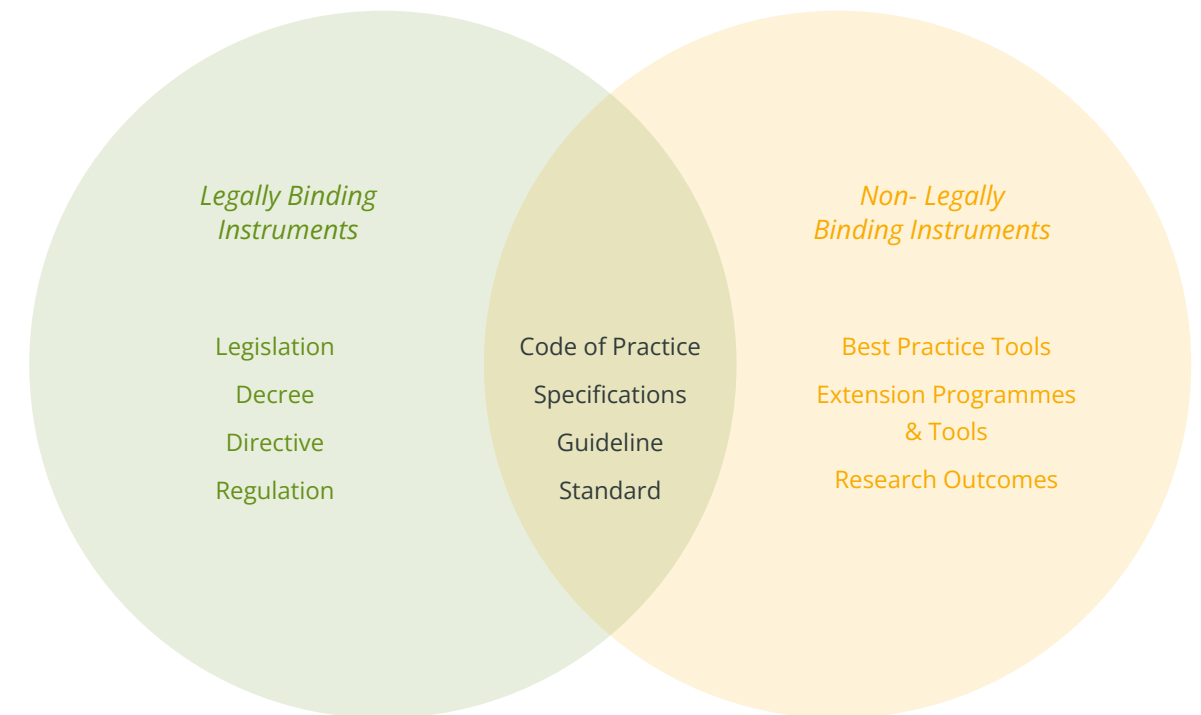 Legally Binding
Instruments
Non- Legally
Binding Instruments
Legislation
Decree
Directive
Regulation
Code of Practice
Specifications
Guideline
Standard
Best Practice Tools
Extension Programmes
& Tools
Research Outcomes